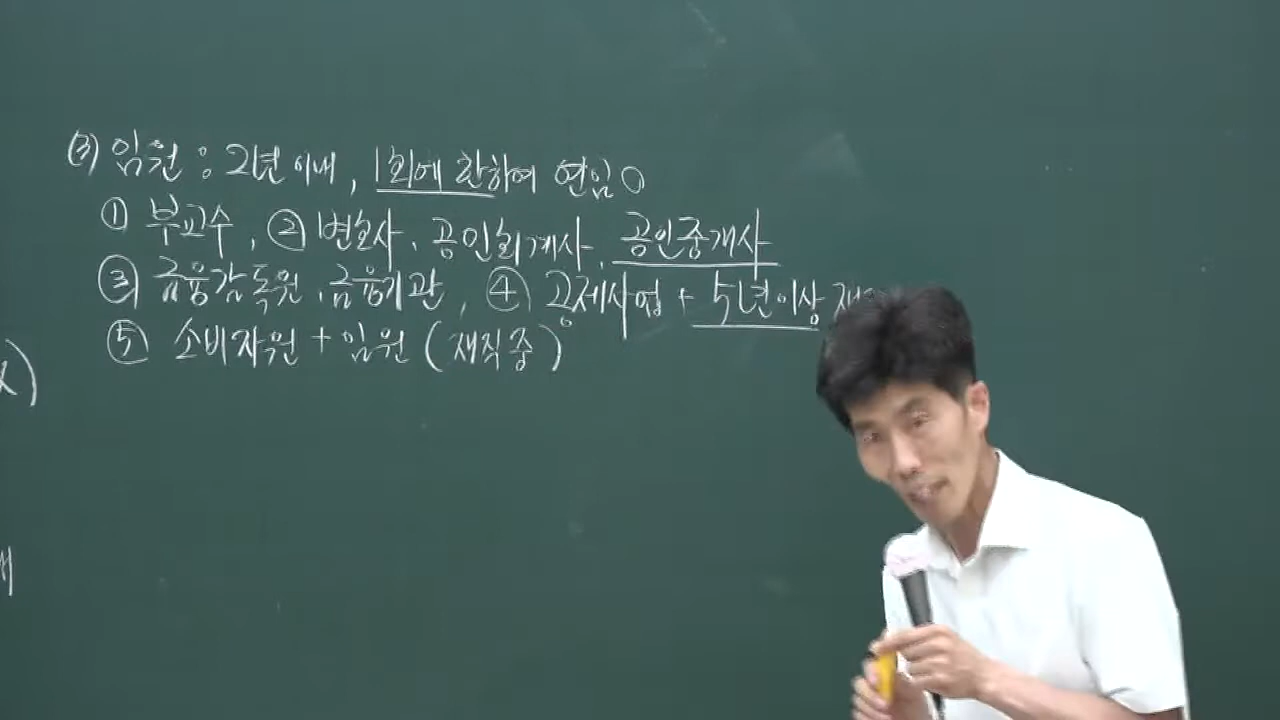 (3) 임원 : 2년 이내, 1회에 한하여 연임 O
① 부교수, ② 변호사, 공인회계사, 공인중개사
③ 금융감독원, 금융기관, ④ 공제사업 + 5년 이상 재
⑤ 소비자원 + 임원 (재직중)